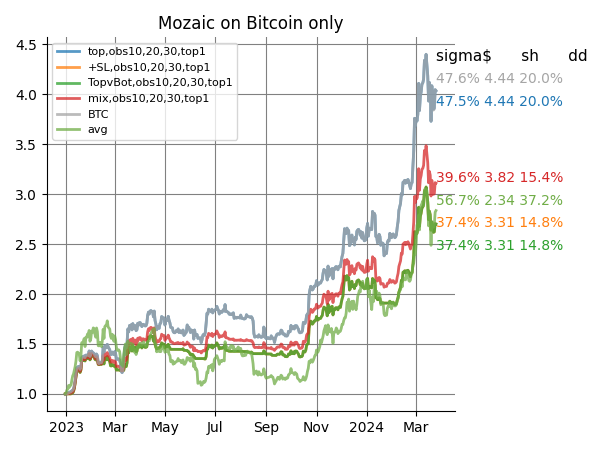 Mozaic on Bitcoin only
4.5
4.0
3.5
3.0
2.5
2.0
1.5
1.0
top,obs10,20,30,top1
+SL,obs10,20,30,top1
TopvBot,obs10,20,30,top1
mix,obs10,20,30,top1
BTC
avg
sigma$ sh dd
47.6% 4.44 20.0%
47.5% 4.44 20.0%
39.6% 3.82 15.4%
56.7% 2.34 37.2%
37.4% 3.31 14.8%
37.4% 3.31 14.8%
2023 Mar May Jul Sep Nov 2024 Mar